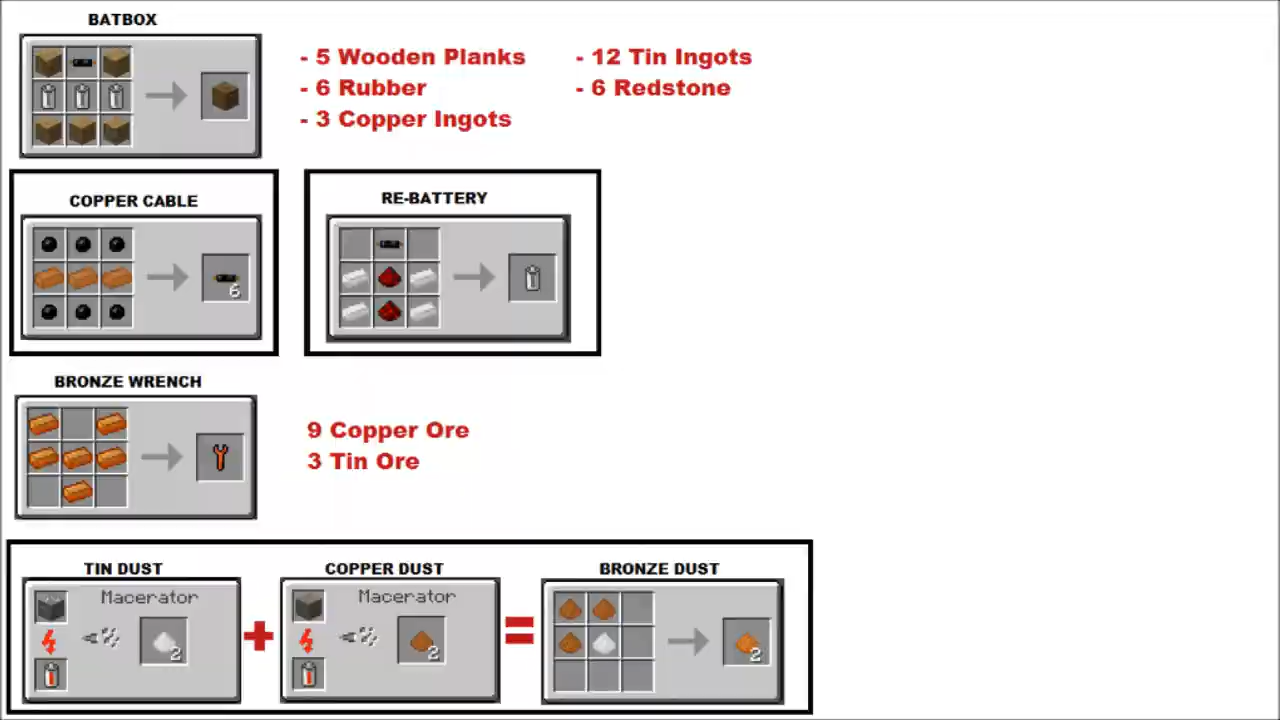 BATBOX
- 5 Wooden Planks
- 12 Tin Ingots
- 6 Rubber
- 6 Redstone
- 3 Copper Ingots
COPPER CABLE
6
RE-BATTERY
BRONZE WRENCH
9 Copper Ore
3 Tin Ore
TIN DUST
Macerator
2
+
COPPER DUST
Macerator
2
=
BRONZE DUST
2